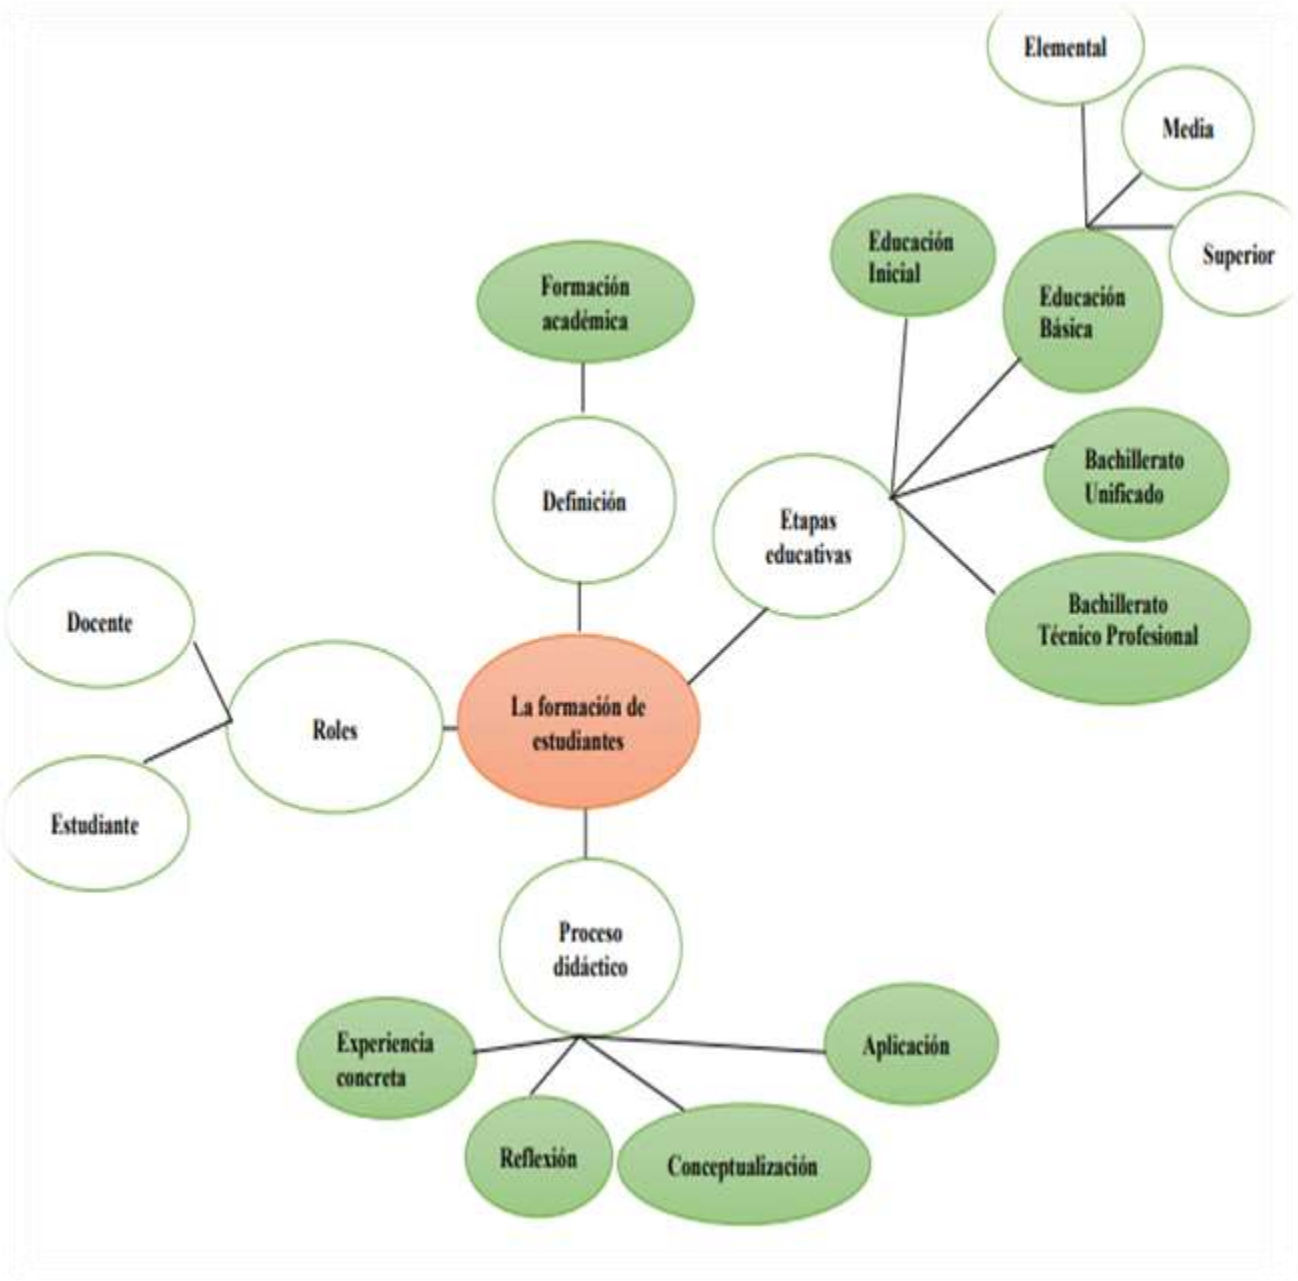 Elemental
Media
Superior
Educación
Inicial
Educación
Básica
Formación
académica
Bachillerato
Unificado
Definición
Etapas
educativas
Bachillerato
Técnico Profesional
Docente
Roles
La formación de
estudiantes
Estudiante
Proceso
didáctico
Experiencia
concreta
Aplicación
Reflexión
Conceptualización